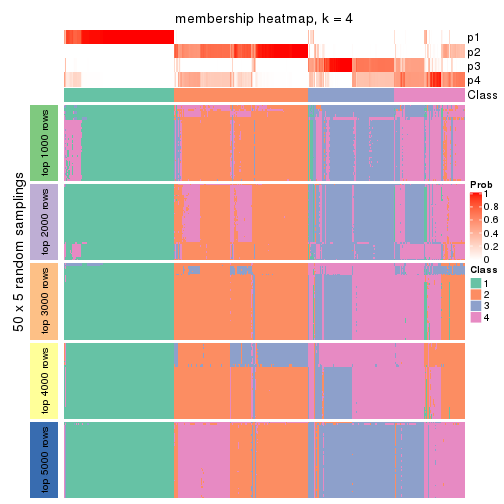 membership heatmap, k = 4
p1
p2
p3
p4
Class
50 x 5 random samplings
top 1000 rows
top 2000 rows
top 3000 rows
top 4000 rows
top 5000 rows
Prob
1
0.8
0.6
0.4
0.2
0
Class
1
2
3
4